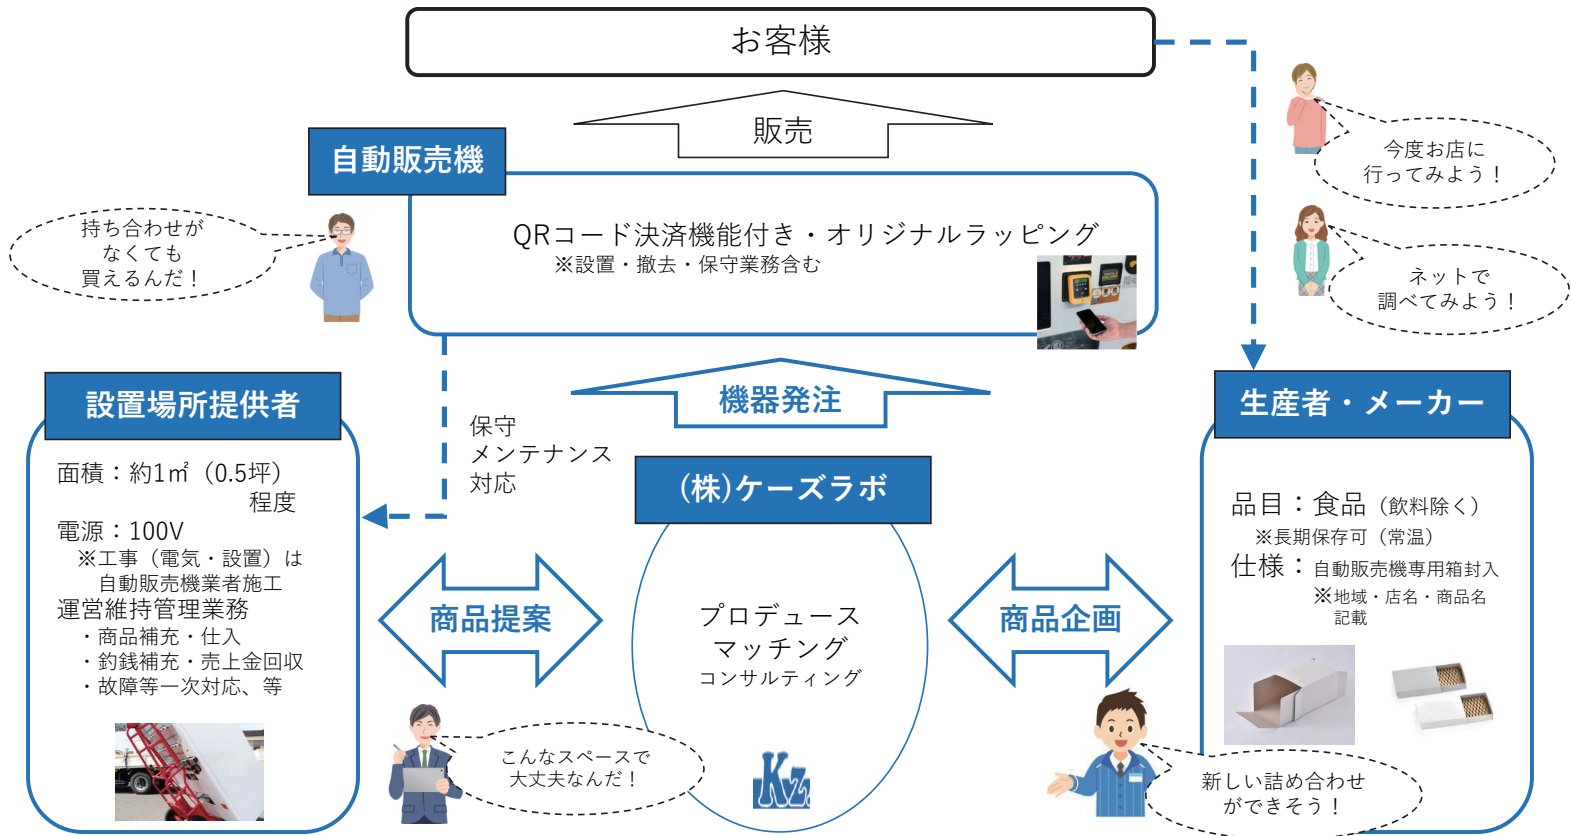 お客様
販売
自動販売機
QRコード決済機能付き・オリジナルラッピング
※設置・撤去・保守業務含む
持ち合わせが
なくても
買えるんだ！
今度お店に
行ってみよう！
ネットで
調べてみよう！
機器発注
保守
メンテナンス
対応
設置場所提供者
面積：約1㎡（0.5坪）
程度
電源：100V
※工事（電気・設置）は
自動販売機業者施工
運営維持管理業務
・商品補充・仕入
・釣銭補充・売上金回収
・故障等一次対応、等
商品提案
こんなスペースで
大丈夫なんだ！
(株)ケーズラボ
プロデュース
マッチング
コンサルティング
Kz.
商品企画
生産者・メーカー
品目：食品（飲料除く）
※長期保存可（常温）
仕様：自動販売機専用箱封入
※地域・店名・商品名
記載
新しい詰め合わせ
ができそう！